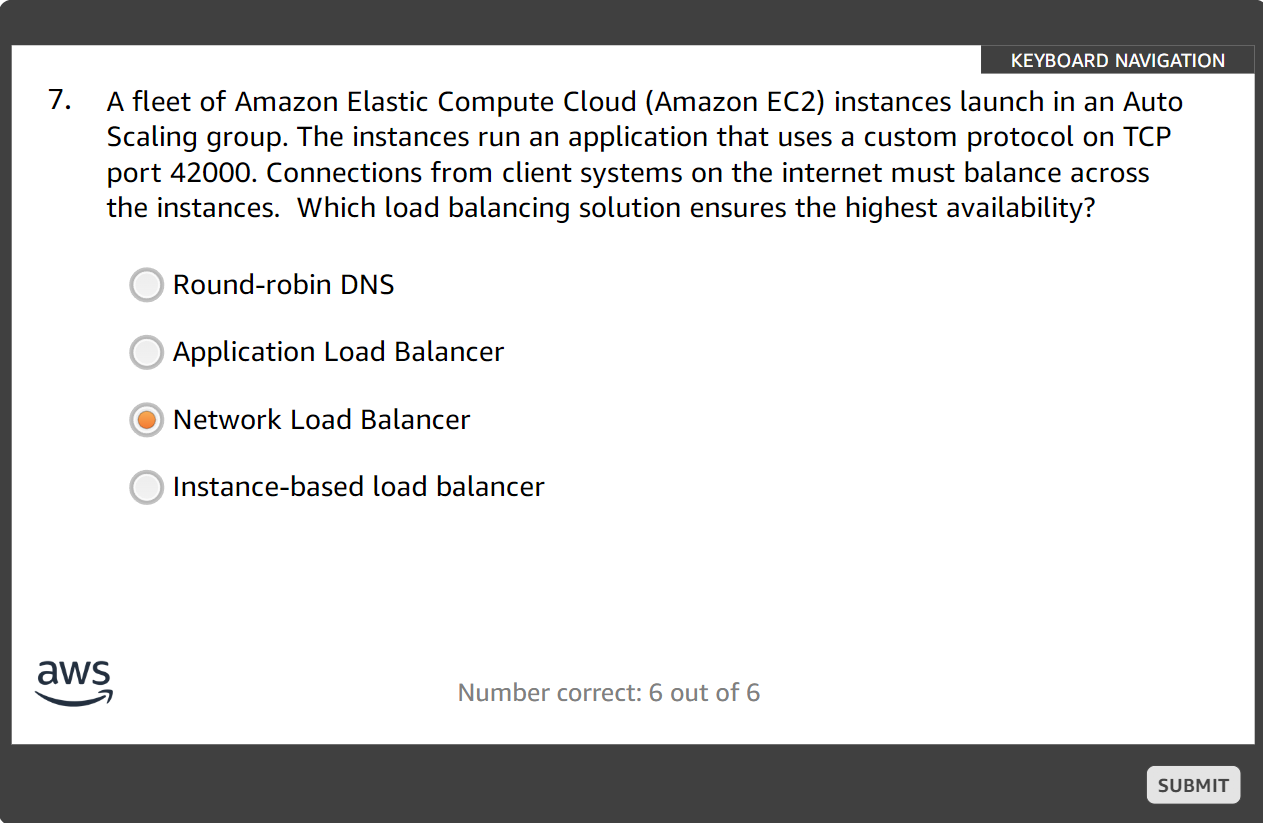 KEYBOARD NAVIGATION
7. A fleet of Amazon Elastic Compute Cloud (Amazon EC2) instances launch in an Auto
Scaling group. The instances run an application that uses a custom protocol on TCP
port 42000. Connections from client systems on the internet must balance across
the instances.  Which load balancing solution ensures the highest availability?
Round-robin DNS
Application Load Balancer
Network Load Balancer
Instance-based load balancer
aws
Number correct: 6 out of 6
SUBMIT